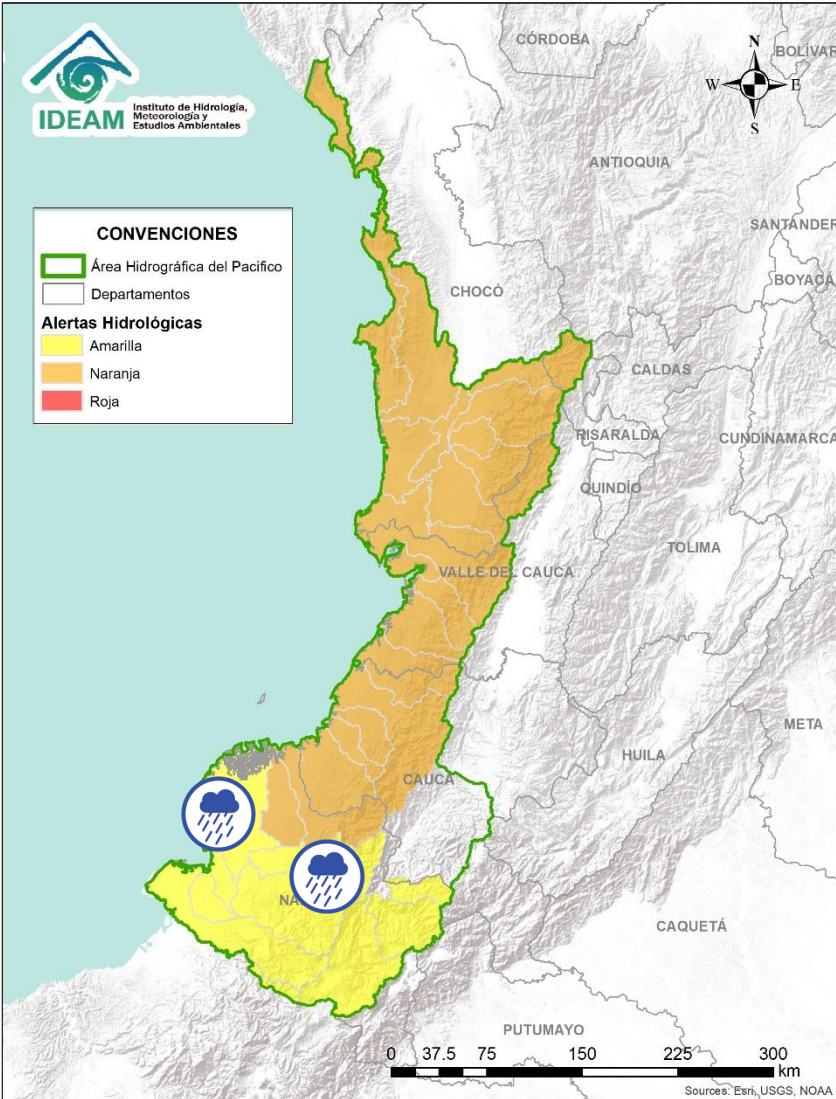 IDEAM
Instituto de Hidrología,
Meteorología y
Estudios Ambientales
CÓRDOBA
BOLÍVAR
N
W
E
S
ANTIOQUIA
SANTANDER
BOYACÁ
CONVENCIONES
Área Hidrográfica del Pacifico
Departamentos
Alertas Hidrológicas
Amarilla
Naranja
Roja
CHOCÓ
CALDAS
RISARALDA
CUNDINAMARCA
QUINDÍO
TOLIMA
VALLE DEL CAUCA
META
HUILA
CAUCA
NA
CAQUETÁ
PUTUMAYO
0 37.5 75 150 225 300
km
Sources: Esri, USGS, NOAA